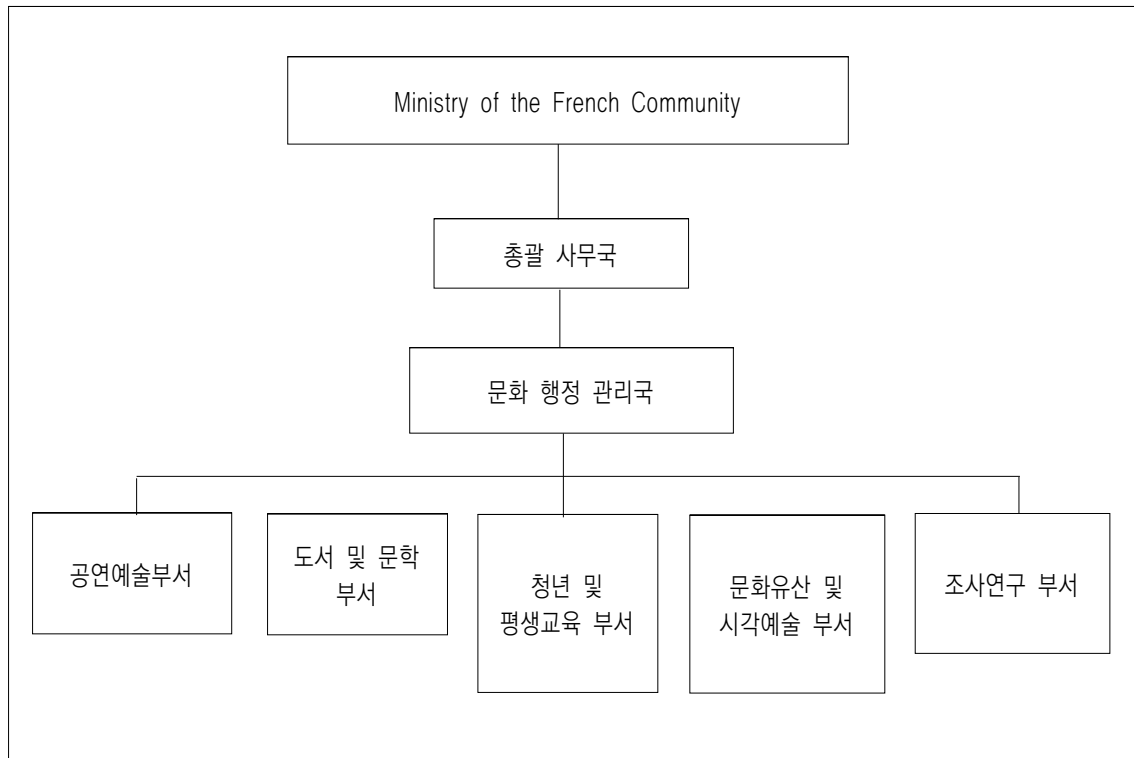 Ministry of the French Community
총괄 사무국
문화 행정 관리국
공연예술부서
도서 및 문학
부서
청년 및
평생교육 부서
문화유산 및
시각예술 부서
조사연구 부서